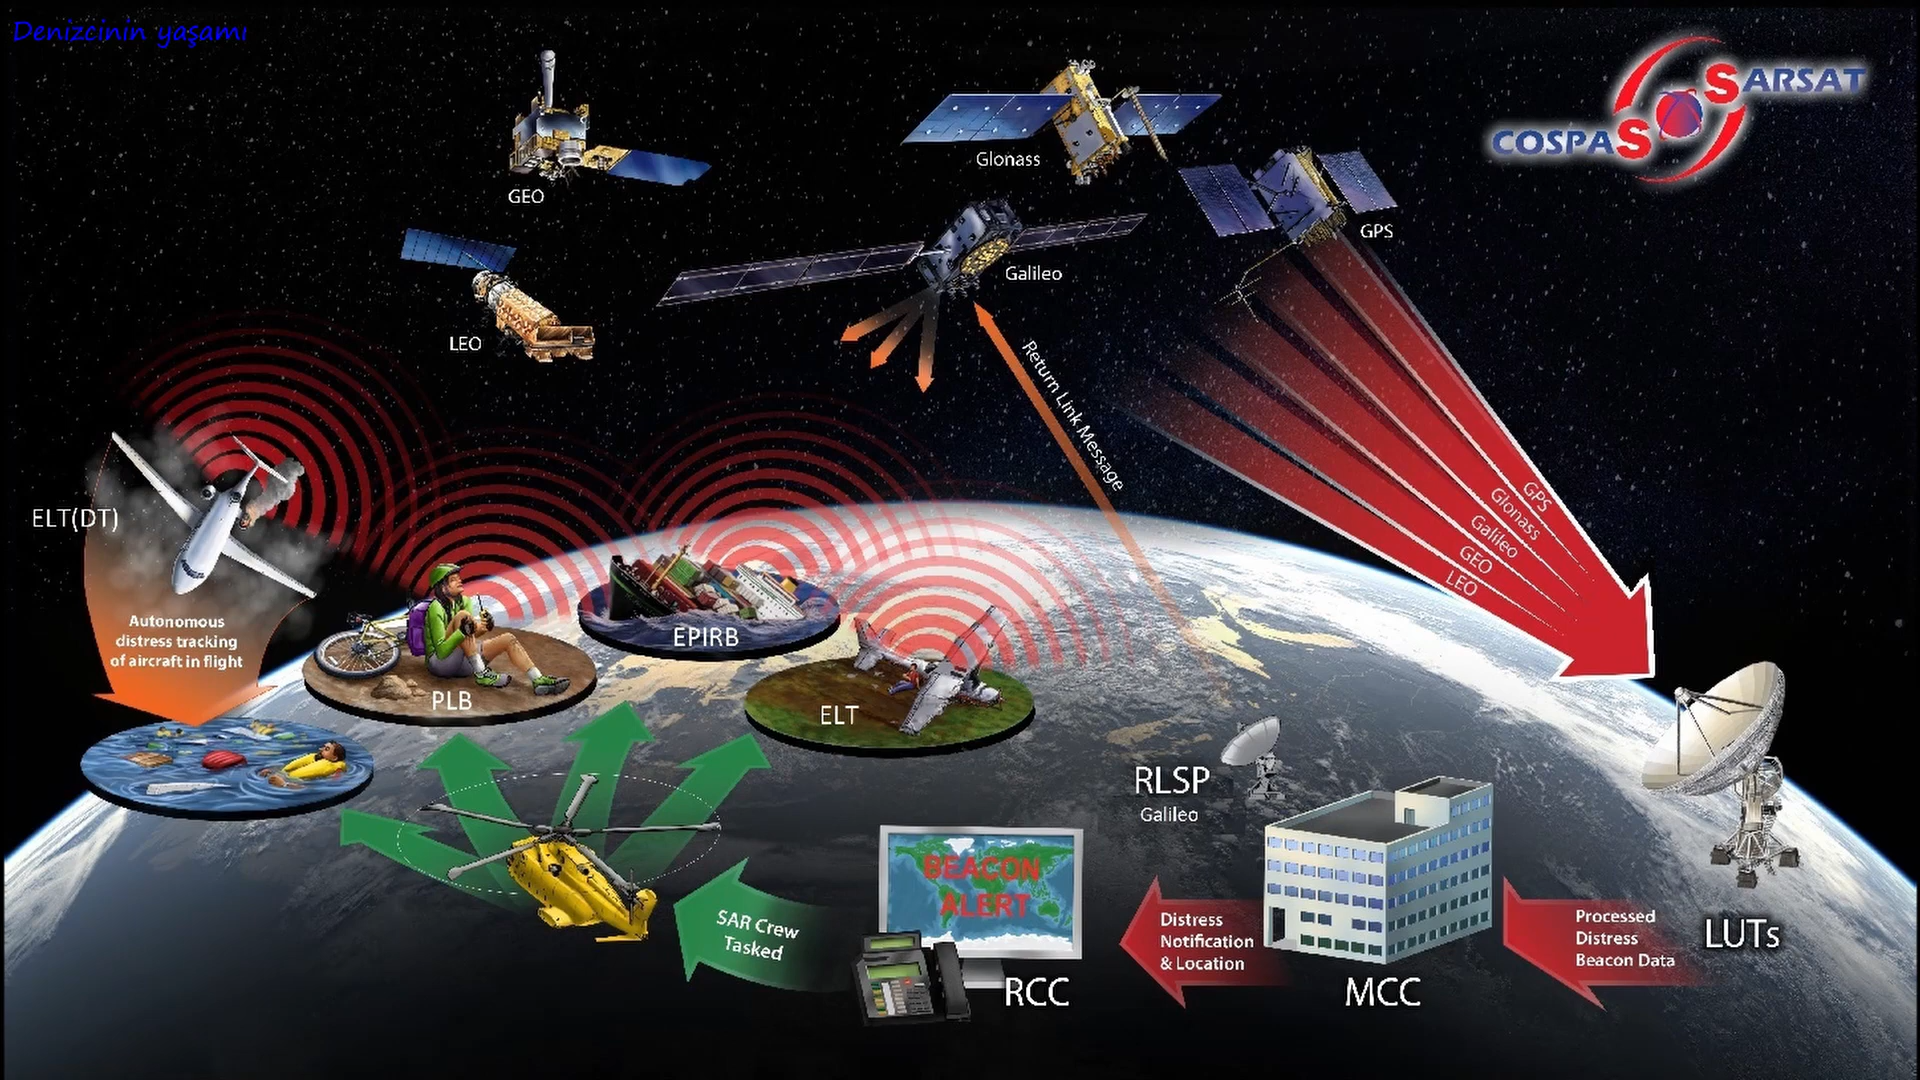 Denizcinin yaşamı
COSPAS SARSAT
GEO
Glonass
GPS
Galileo
LEO
Return Link Message
GPS
Glonass
Galileo
GEO
LEO
ELT(DT)
Autonomous
distress tracking
of aircraft in flight
PLB
EPIRB
ELT
RLSP
Galileo
BEACON
ALERT
SAR Crew
Tasked
RCC
Distress
Notification
& Location
MCC
Processed
Distress
Beacon Data
LUTs